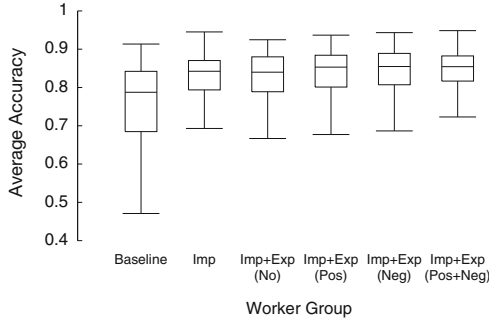 1
0.9
0.8
0.7
0.6
0.5
0.4
Average Accuracy
Baseline
Imp
Imp+Exp
(No)
Imp+Exp
(Pos)
Imp+Exp
(Neg)
Imp+Exp
(Pos+Neg)
Worker Group